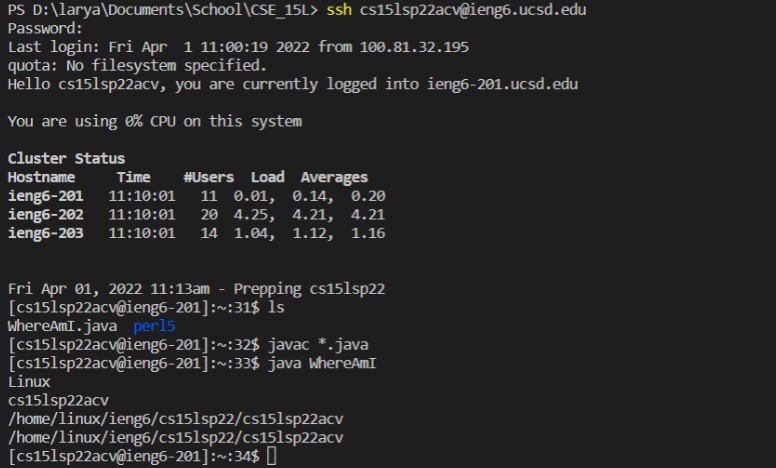 PS D:\larya\Documents\School\CSE_15L> ssh cs15lsp22acv@ieng6.ucsd.edu
Password:
Last login: Fri Apr  1 11:00:19 2022 from 100.81.32.195
quota: No filesystem specified.
Hello cs15lsp22acv, you are currently logged into ieng6-201.ucsd.edu
You are using 0% CPU on this system
Cluster Status
Hostname     Time    #Users  Load  Averages
ieng6-201   11:10:01   11  0.01,  0.14,  0.20
ieng6-202   11:10:01   20  4.25,  4.21,  4.21
ieng6-203   11:10:01   14  1.04,  1.12,  1.16
Fri Apr 01, 2022 11:13am - Prepping cs15lsp22
[cs15lsp22acv@ieng6-201]:~:31$ ls
WhereAmI.java  perl5
[cs15lsp22acv@ieng6-201]:~:32$ javac *.java
[cs15lsp22acv@ieng6-201]:~:33$ java WhereAmI
Linux
cs15lsp22acv
/home/linux/ieng6/cs15lsp22/cs15lsp22acv
/home/linux/ieng6/cs15lsp22/cs15lsp22acv
[cs15lsp22acv@ieng6-201]:~:34$